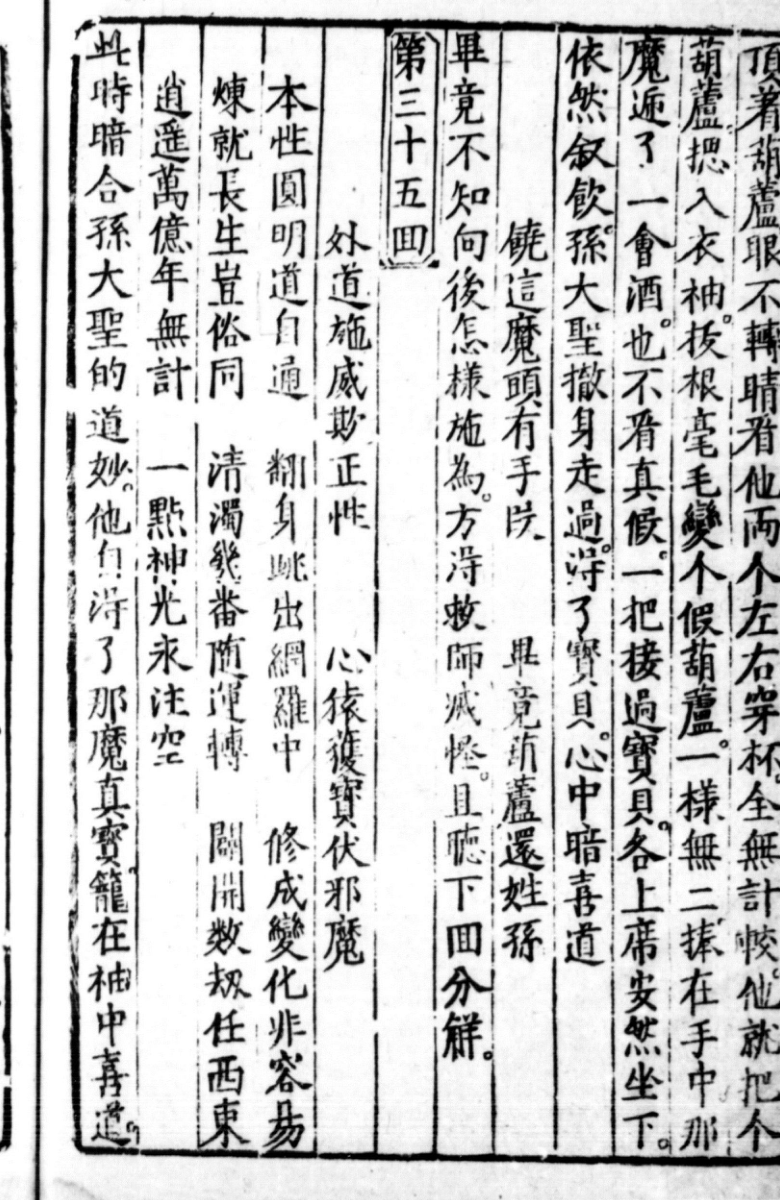 頂着葫蘆眼不轉睛看他兩个左右穿杯全無計較他就把个
葫蘆揌入衣袖。拔根毫毛變个假葫蘆。一樣無二捧在手中那
魔逓了一會酒。也不看真假。一把接過寶貝。各上席安然坐下。
依然叙飲。孫大聖撤身走過。得了寶貝。心中暗喜道
饒這魔頭有手段　畢竟葫蘆還姓孫
畢竟不知向後怎樣施為。方得救師滅怪。且聽下回分觧。
第三十五回
外道施威欺正性　心猿獲寶伏邪魔
本性圓明道自通　翻身跳出網羅中　修成變化非容昜
煉就長生豈俗同　清濁幾番随運轉　闢開数刼任西東
逍遥萬億年無計　一點神光永注空
此時暗合孫大聖的道妙。他自得了那魔真寶。籠在袖中喜道。